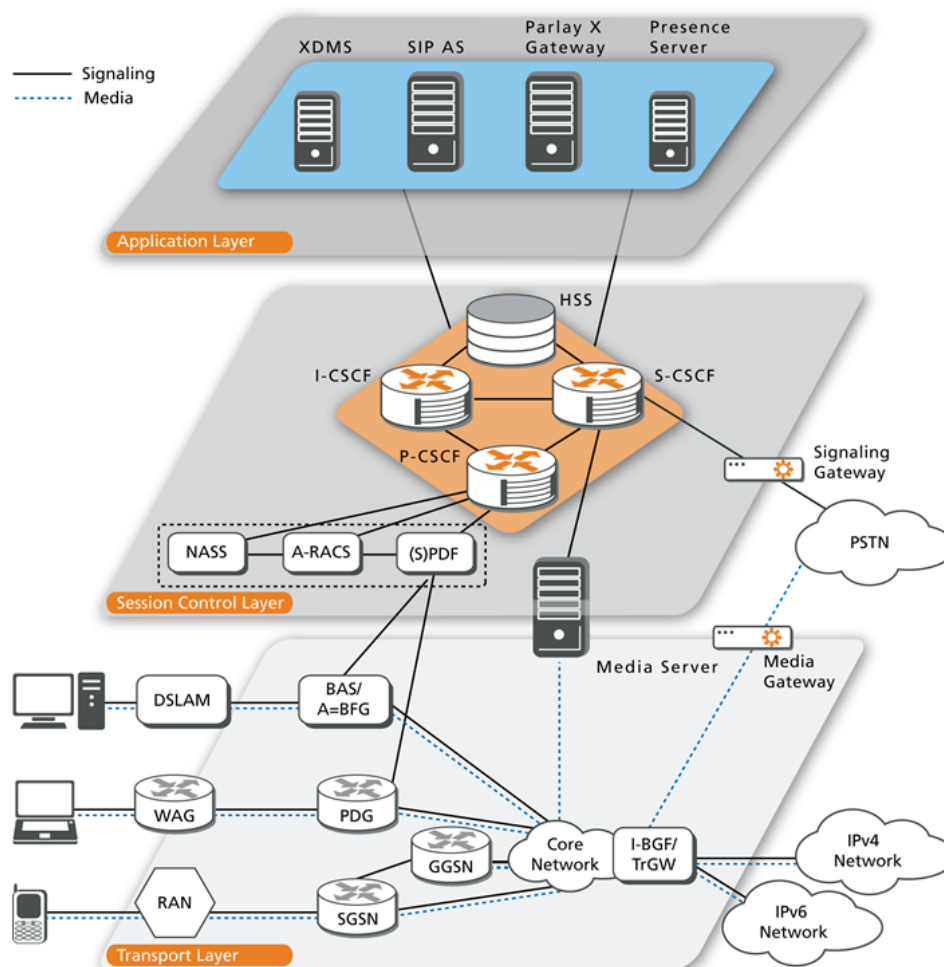 XDMS
SIP AS
Parlay X
Gateway
Presence
Server
Signaling
Media
Application Layer
HSS
I-CSCF
S-CSCF
P-CSCF
Signaling
Gateway
PSTN
NASS
A-RACS
(S)PDF
Session Control Layer
Media Server
Media
Gateway
DSLAM
BAS/
A=BFG
WAG
PDG
GGSN
Core
Network
I-BGF/
TrGW
IPv4
Network
RAN
SGSN
IPv6
Network
Transport Layer